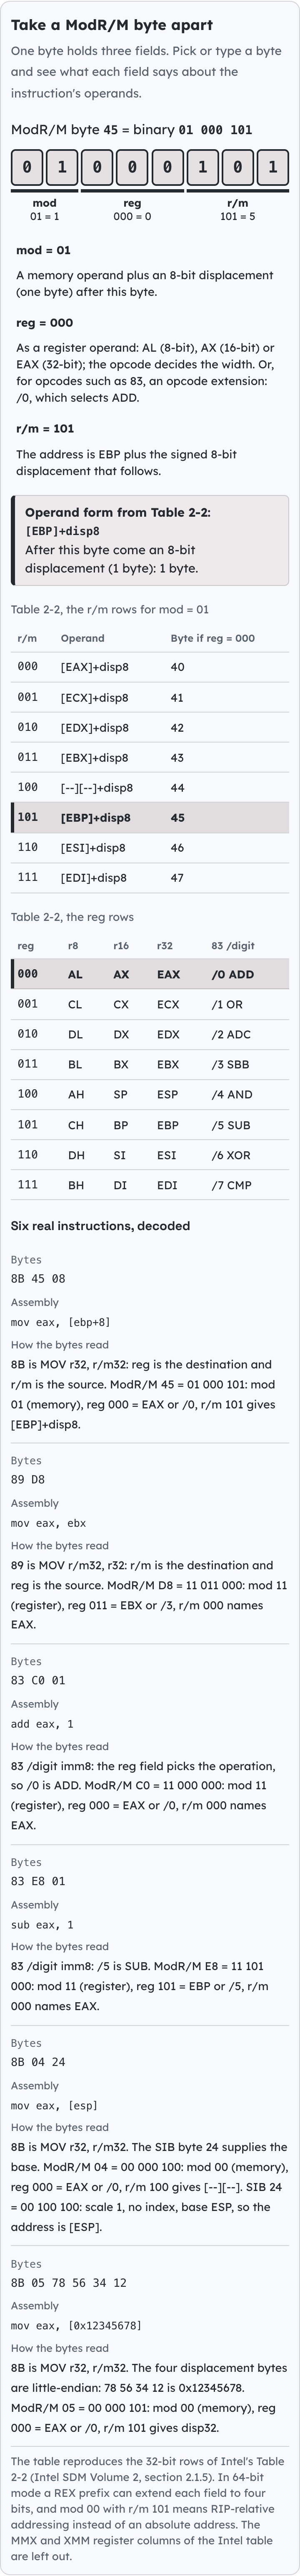 Take a ModR/M byte apart
One byte holds three fields. Pick or type a byte
and see what each field says about the
instruction's operands.
ModR/M byte 45 = binary 01 000 101
0 1 0 0 0 1 0 1
mod reg r/m
01 = 1 000 = 0 101 = 5
mod = 01
A memory operand plus an 8-bit displacement
(one byte) after this byte.
reg = 000
As a register operand: AL (8-bit), AX (16-bit) or
EAX (32-bit); the opcode decides the width. Or,
for opcodes such as 83, an opcode extension:
/0, which selects ADD.
r/m = 101
The address is EBP plus the signed 8-bit
displacement that follows.
Operand form from Table 2-2:
[EBP]+disp8
After this byte come an 8-bit
displacement (1 byte): 1 byte.
Table 2-2, the r/m rows for mod = 01
r/m Operand Byte if reg = 000
000 [EAX]+disp8 40
001 [ECX]+disp8 41
010 [EDX]+disp8 42
011 [EBX]+disp8 43
100 [--][--]+disp8 44
101 [EBP]+disp8 45
110 [ESI]+disp8 46
111 [EDI]+disp8 47
Table 2-2, the reg rows
reg r8 r16 r32 83 /digit
000 AL AX EAX /0 ADD
001 CL CX ECX /1 OR
010 DL DX EDX /2 ADC
011 BL BX EBX /3 SBB
100 AH SP ESP /4 AND
101 CH BP EBP /5 SUB
110 DH SI ESI /6 XOR
111 BH DI EDI /7 CMP
Six real instructions, decoded
Bytes
8B 45 08
Assembly
mov eax, [ebp+8]
How the bytes read
8B is MOV r32, r/m32: reg is the destination and
r/m is the source. ModR/M 45 = 01 000 101: mod
01 (memory), reg 000 = EAX or /0, r/m 101 gives
[EBP]+disp8.
Bytes
89 D8
Assembly
mov eax, ebx
How the bytes read
89 is MOV r/m32, r32: r/m is the destination and
reg is the source. ModR/M D8 = 11 011 000: mod 11
(register), reg 011 = EBX or /3, r/m 000 names
EAX.
Bytes
83 C0 01
Assembly
add eax, 1
How the bytes read
83 /digit imm8: the reg field picks the operation,
so /0 is ADD. ModR/M C0 = 11 000 000: mod 11
(register), reg 000 = EAX or /0, r/m 000 names
EAX.
Bytes
83 E8 01
Assembly
sub eax, 1
How the bytes read
83 /digit imm8: /5 is SUB. ModR/M E8 = 11 101
000: mod 11 (register), reg 101 = EBP or /5, r/m
000 names EAX.
Bytes
8B 04 24
Assembly
mov eax, [esp]
How the bytes read
8B is MOV r32, r/m32. The SIB byte 24 supplies the
base. ModR/M 04 = 00 000 100: mod 00 (memory),
reg 000 = EAX or /0, r/m 100 gives [--][--]. SIB 24
= 00 100 100: scale 1, no index, base ESP, so the
address is [ESP].
Bytes
8B 05 78 56 34 12
Assembly
mov eax, [0x12345678]
How the bytes read
8B is MOV r32, r/m32. The four displacement bytes
are little-endian: 78 56 34 12 is 0x12345678.
ModR/M 05 = 00 000 101: mod 00 (memory), reg
000 = EAX or /0, r/m 101 gives disp32.
The table reproduces the 32-bit rows of Intel's Table
2-2 (Intel SDM Volume 2, section 2.1.5). In 64-bit
mode a REX prefix can extend each field to four
bits, and mod 00 with r/m 101 means RIP-relative
addressing instead of an absolute address. The
MMX and XMM register columns of the Intel table
are left out.